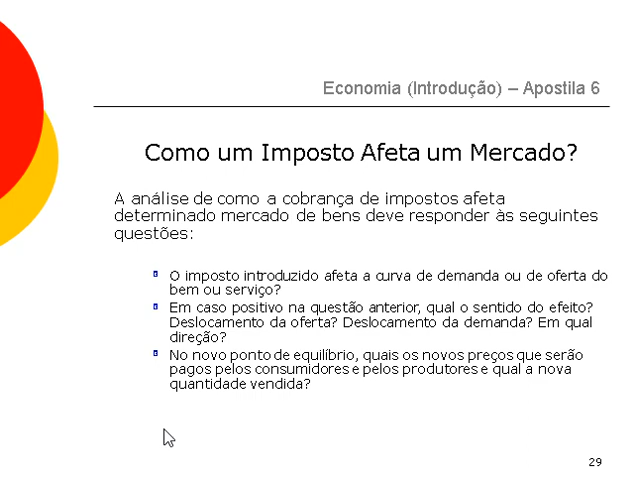 Economia (Introdução) – Apostila 6
Como um Imposto Afeta um Mercado?
A análise de como a cobrança de impostos afeta
determinado mercado de bens deve responder às seguintes
questões:
O imposto introduzido afeta a curva de demanda ou de oferta do
bem ou serviço?
Em caso positivo na questão anterior, qual o sentido do efeito?
Deslocamento da oferta? Deslocamento da demanda? Em qual
direção?
No novo ponto de equilíbrio, quais os novos preços que serão
pagos pelos consumidores e pelos produtores e qual a nova
quantidade vendida?
29